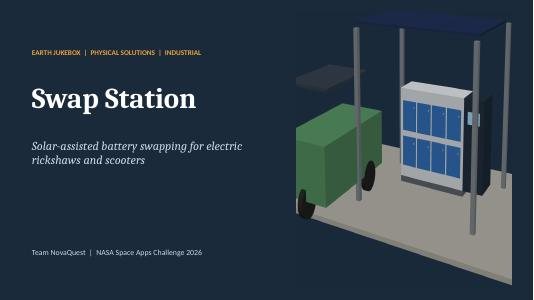 EARTH JUKEBOX | PHYSICAL SOLUTIONS | INDUSTRIAL
Swap Station
Solar-assisted battery swapping for electric
rickshaws and scooters
Team NovaQuest | NASA Space Apps Challenge 2026